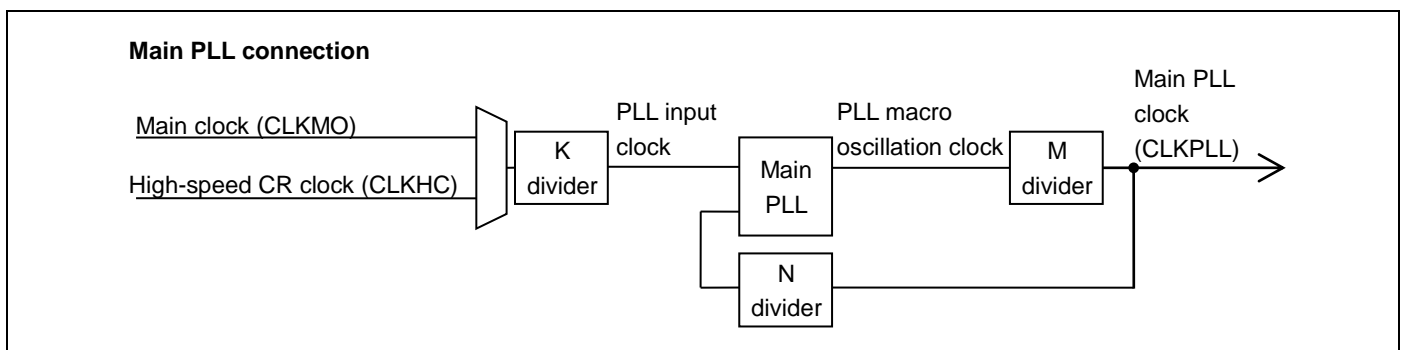 Main PLL connection
Main clock (CLKMO)
High-speed CR clock (CLKHC)
K
divider
PLL input
clock
Main
PLL
PLL macro
oscillation clock
M
divider
Main PLL
clock
(CLKPLL)
N
divider